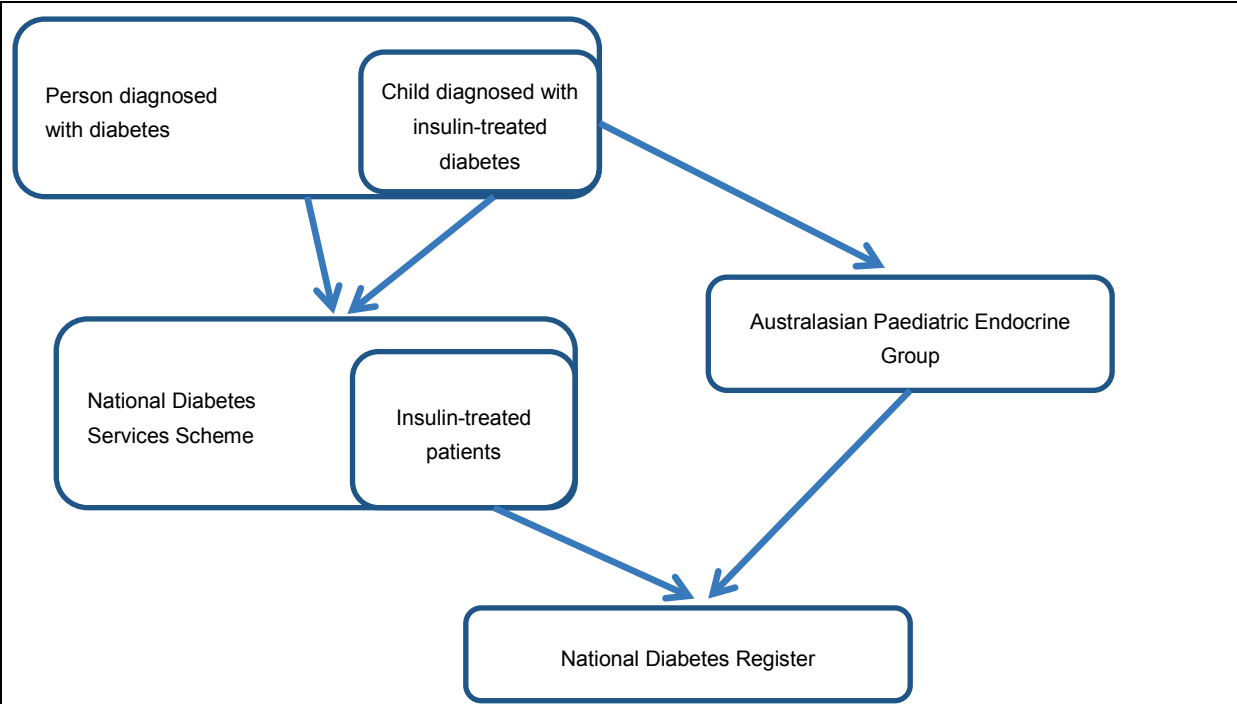 Person diagnosed
with diabetes
Child diagnosed with
insulin-treated
diabetes
Australasian Paediatric Endocrine
Group
National Diabetes
Services Scheme
Insulin-treated
patients
National Diabetes Register